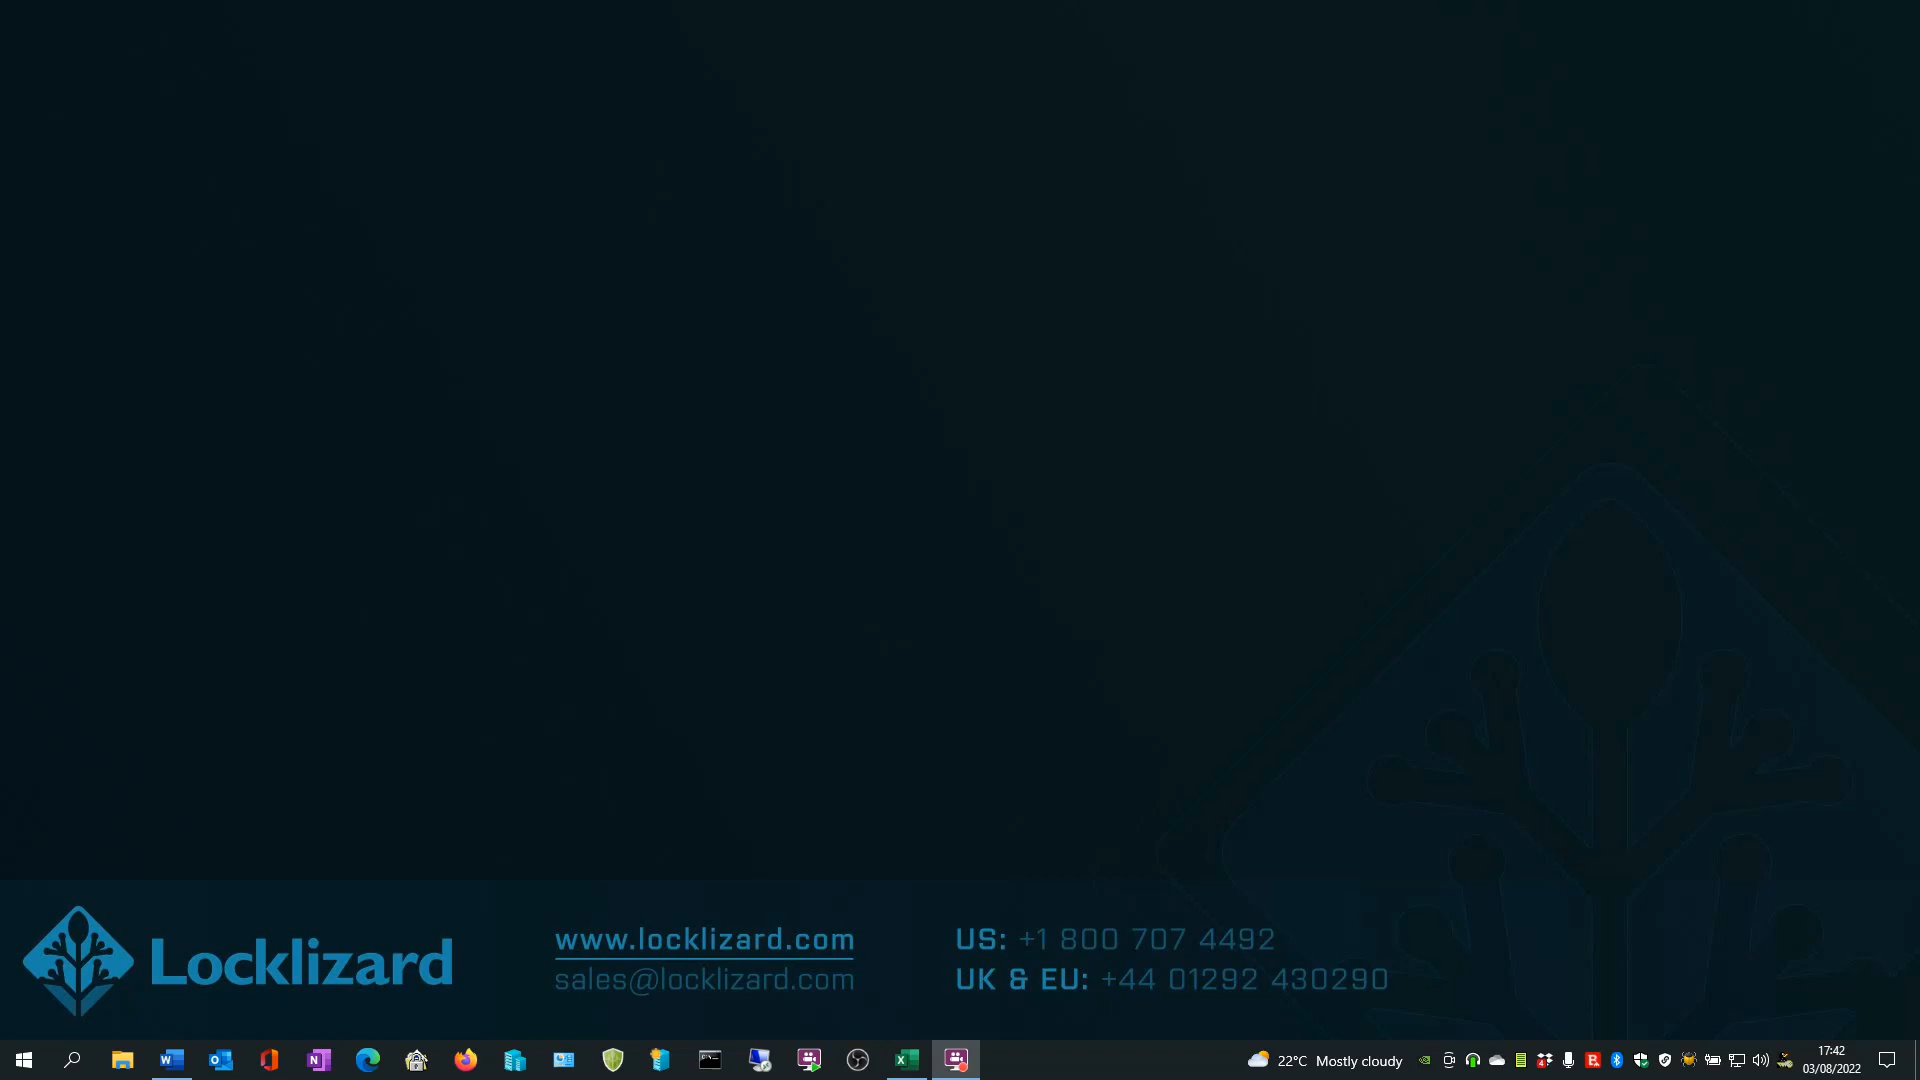 Locklizard
www.locklizard.com
sales@locklizard.com
US: +1 800 707 4492
UK & EU: +44 01292 430290
22°C Mostly cloudy
17:42
03/08/2022